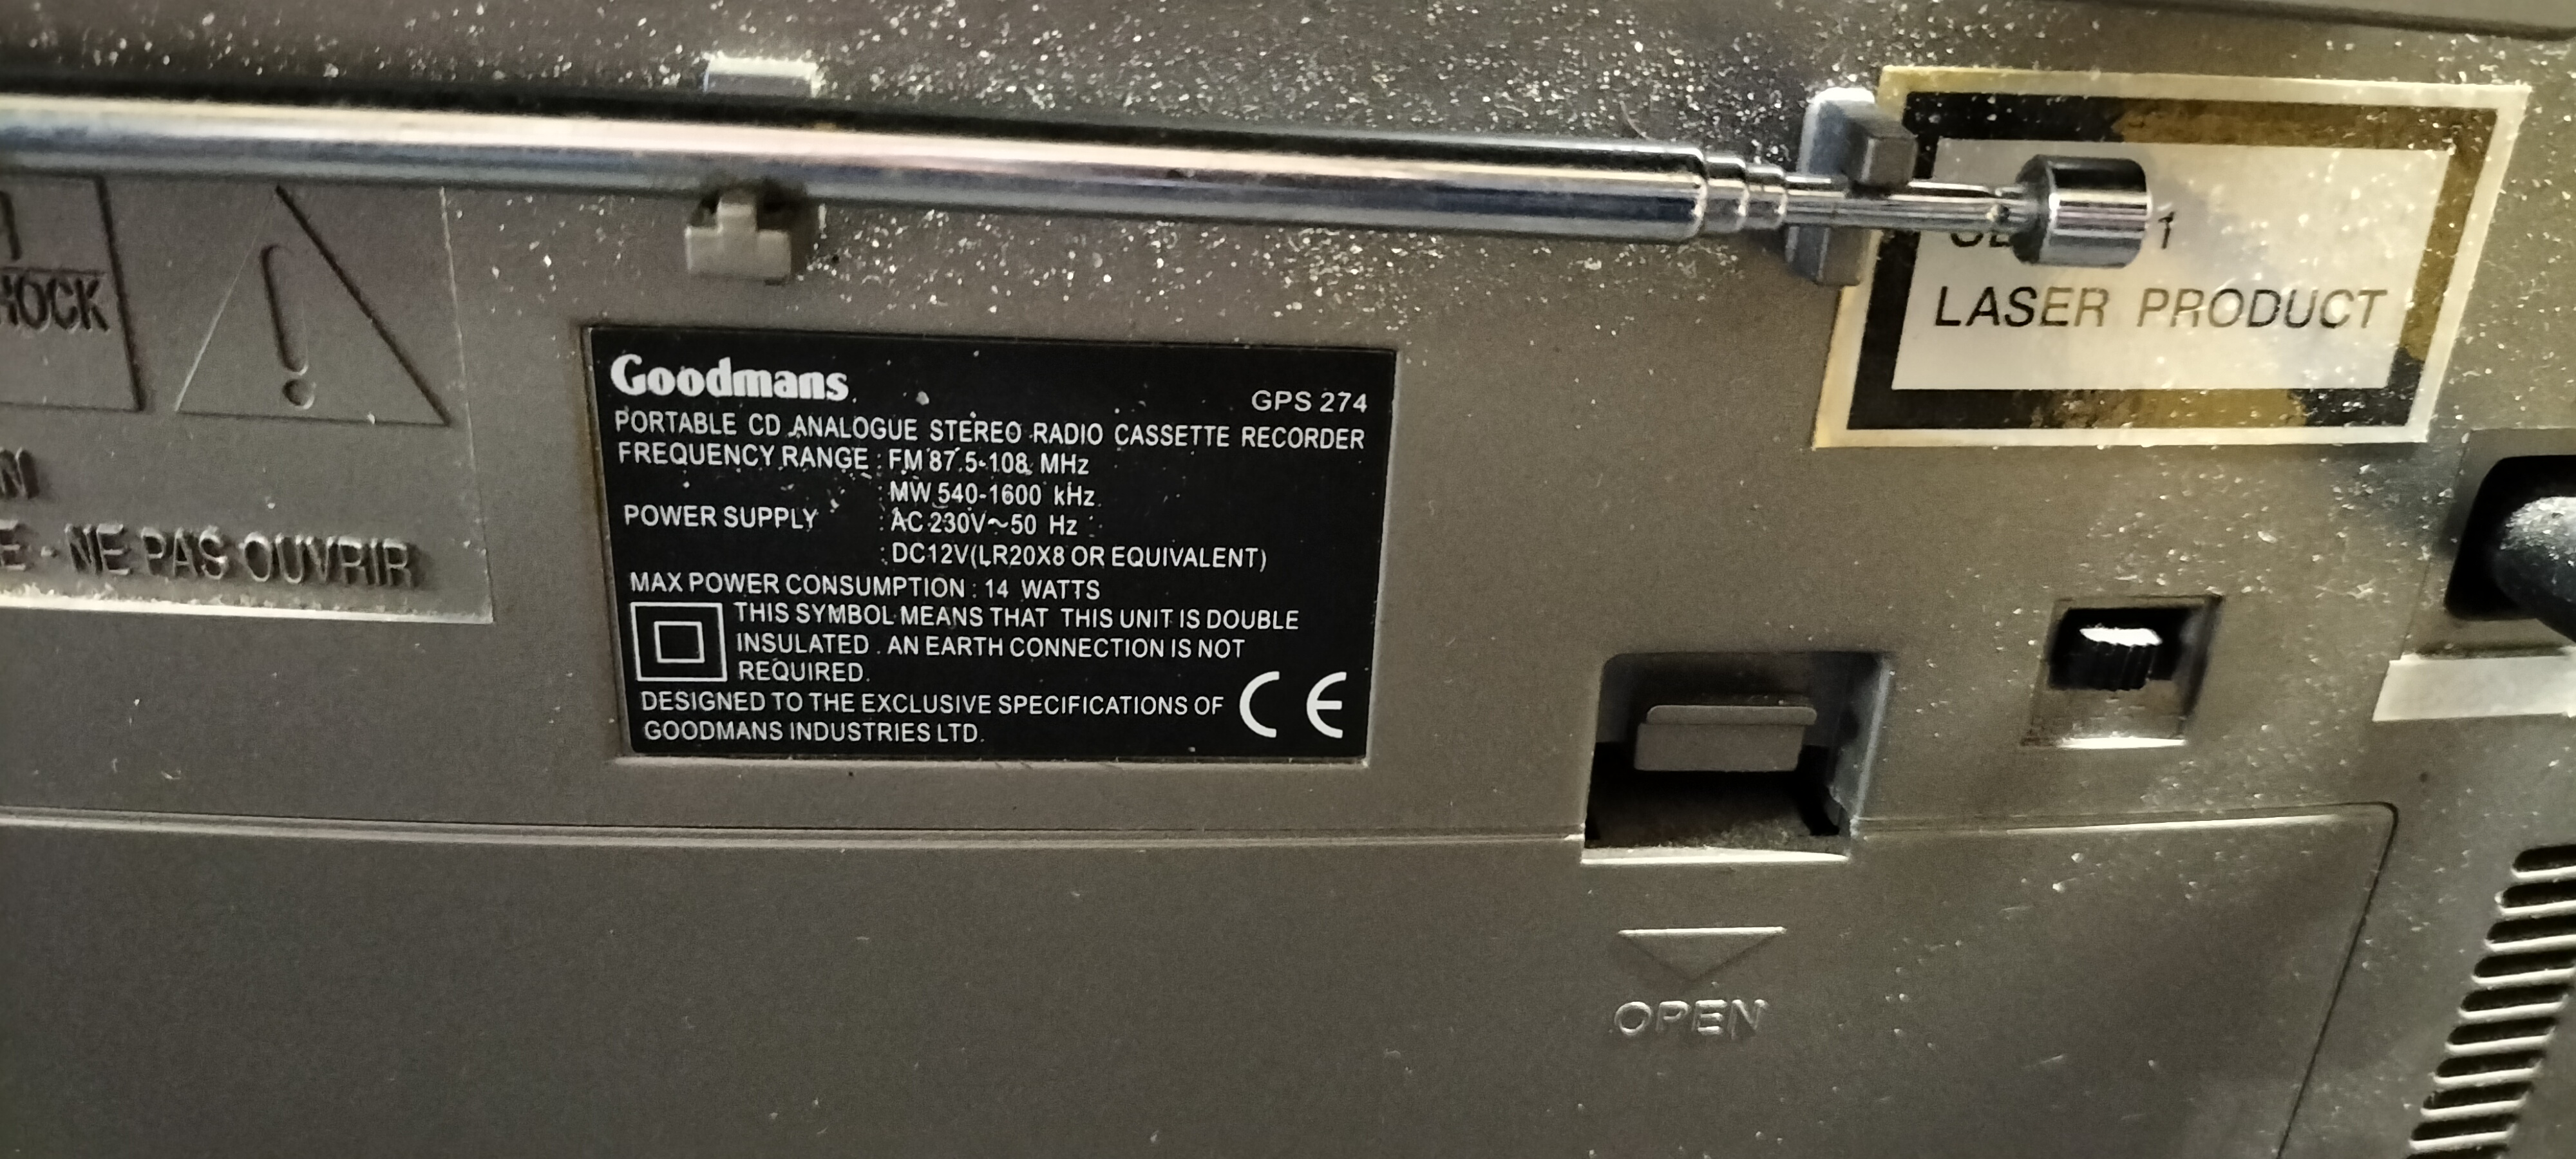 HOCK
N
E - NE PAS OUVRIR
Goodmans
GPS 274
PORTABLE CD ANALOGUE STEREO RADIO CASSETTE RECORDER
FREQUENCY RANGE : FM 87.5-108 MHz
: MW 540-1600 kHz
POWER SUPPLY : AC 230V~50 Hz
: DC12V(LR20X8 OR EQUIVALENT)
MAX POWER CONSUMPTION : 14 WATTS
THIS SYMBOL MEANS THAT THIS UNIT IS DOUBLE
INSULATED . AN EARTH CONNECTION IS NOT
REQUIRED.
DESIGNED TO THE EXCLUSIVE SPECIFICATIONS OF
GOODMANS INDUSTRIES LTD.
CE
1
LASER PRODUCT
OPEN